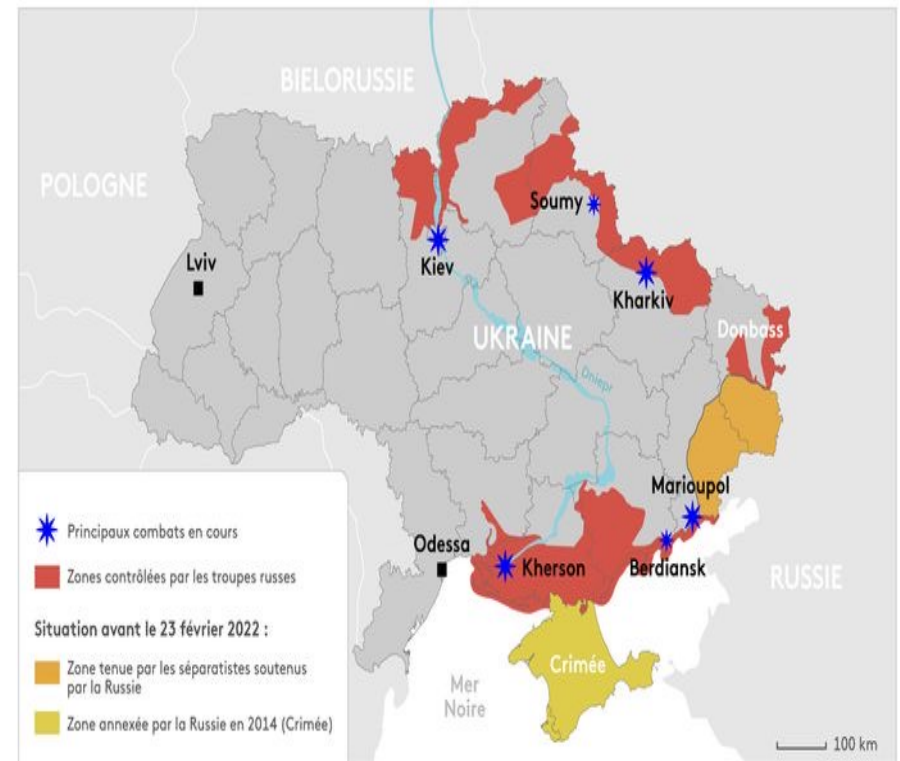 BIELORUSSIE
POLOGNE
Soumy
Lviv
Kiev
Kharkiv
UKRAINE
Donbass
Dniepr
Marioupol
Odessa
Kherson
Berdiansk
RUSSIE
Crimée
Mer
Noire
Principaux combats en cours
Zones contrôlées par les troupes russes
Situation avant le 23 février 2022 :
Zone tenue par les séparatistes soutenus
par la Russie
Zone annexée par la Russie en 2014 (Crimée)
100 km